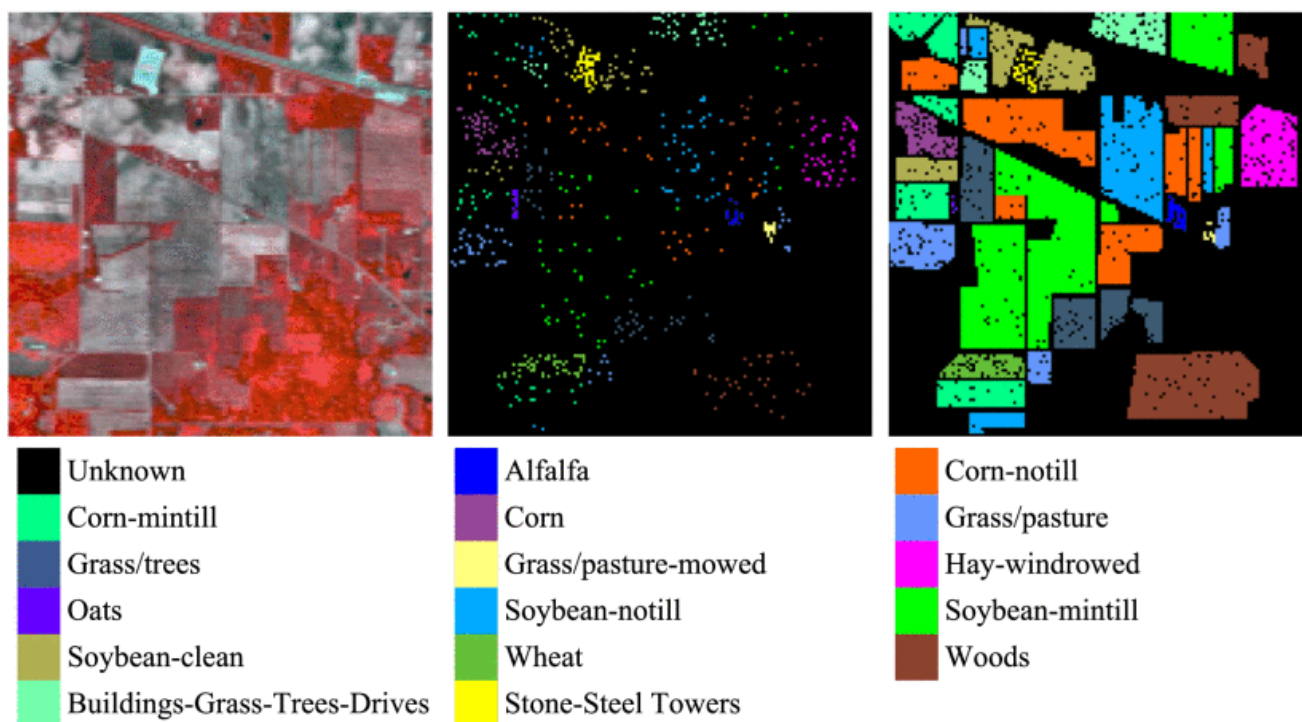 Unknown
Alfalfa
Corn-notill
Corn-mintill
Corn
Grass/pasture
Grass/trees
Grass/pasture-mowed
Hay-windrowed
Oats
Soybean-notill
Soybean-mintill
Soybean-clean
Wheat
Woods
Buildings-Grass-Trees-Drives
Stone-Steel Towers